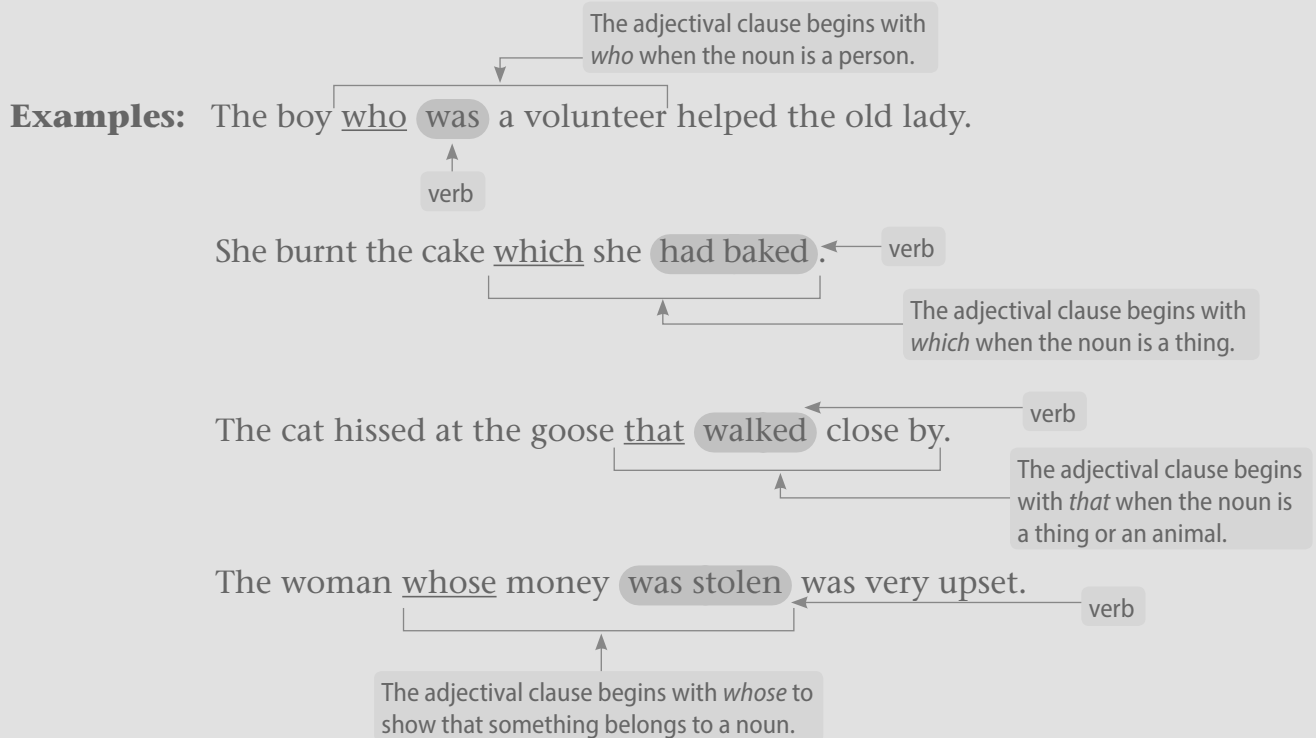 The adjectival clause begins with
who when the noun is a person.
Examples: The boy who was a volunteer helped the old lady.
verb
She burnt the cake which she had baked. verb
The adjectival clause begins with
which when the noun is a thing.
verb
The cat hissed at the goose that walked close by.
The adjectival clause begins
with that when the noun is
a thing or an animal.
The woman whose money was stolen was very upset.
verb
The adjectival clause begins with whose to
show that something belongs to a noun.